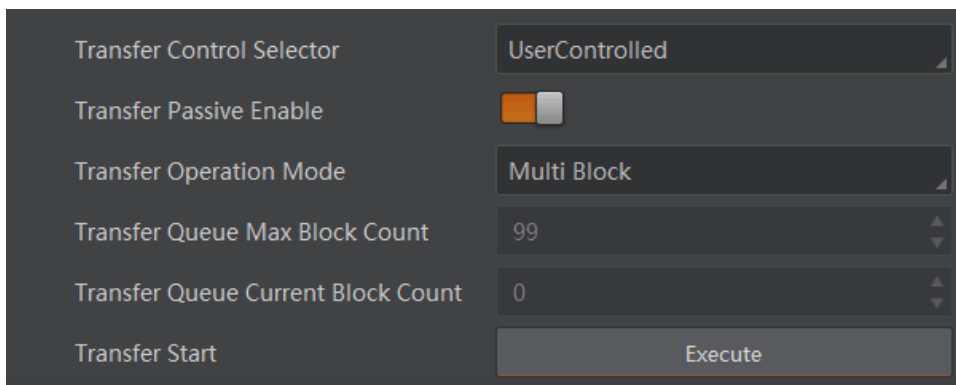 Transfer Control Selector UserControlled
Transfer Passive Enable
Transfer Operation Mode Multi Block
Transfer Queue Max Block Count 99
Transfer Queue Current Block Count 0
Transfer Start Execute